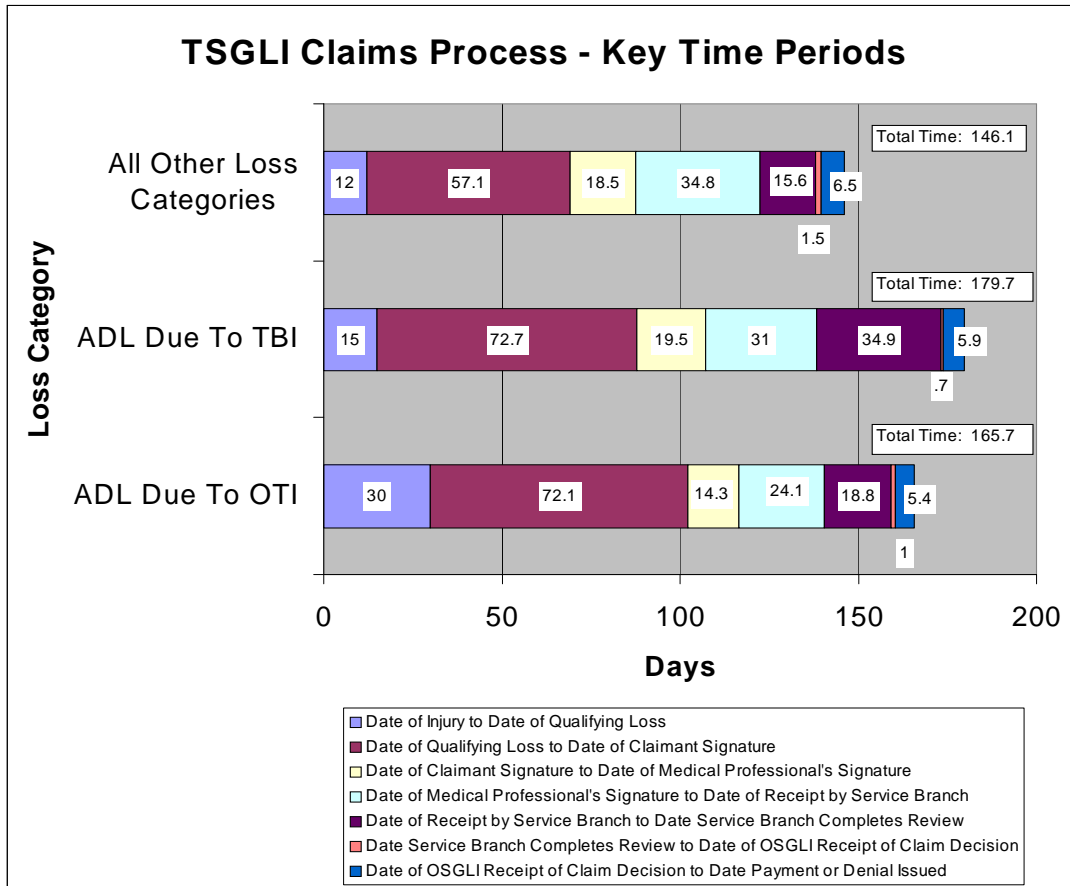 TSGLI Claims Process - Key Time Periods
Total Time: 146.1
All Other Loss
Categories
12 57.1 18.5 34.8 15.6 6.5
1.5
Total Time: 179.7
ADL Due To TBI
15 72.7 19.5 31 34.9 5.9
.7
Total Time: 165.7
ADL Due To OTI
30 72.1 14.3 24.1 18.8 5.4
1
Loss Category
0 50 100 150 200
Days
Date of Injury to Date of Qualifying Loss
Date of Qualifying Loss to Date of Claimant Signature
Date of Claimant Signature to Date of Medical Professional's Signature
Date of Medical Professional's Signature to Date of Receipt by Service Branch
Date of Receipt by Service Branch to Date Service Branch Completes Review
Date Service Branch Completes Review to Date of OSGLI Receipt of Claim Decision
Date of OSGLI Receipt of Claim Decision to Date Payment or Denial Issued